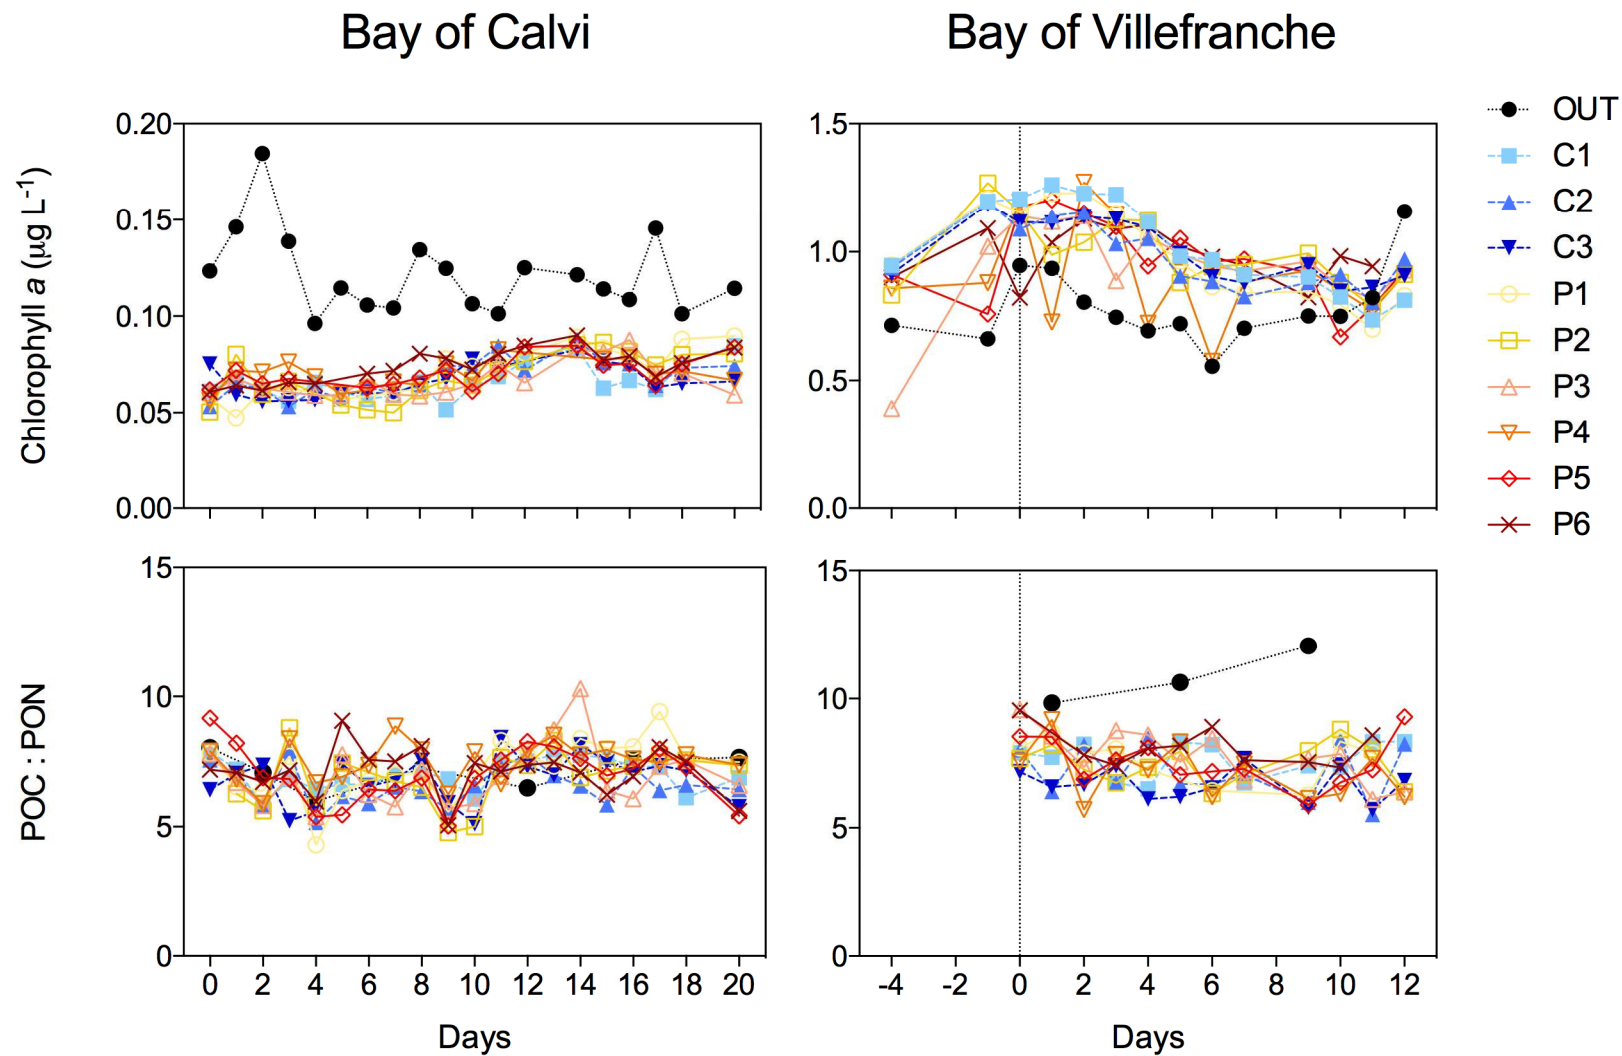 Bay of Calvi
Bay of Villefranche
Chlorophyll a (μg L-1)
0.20
0.15
0.10
0.05
0.00
1.5
1.0
0.5
0.0
OUT
C1
C2
C3
P1
P2
P3
P4
P5
P6
POC : PON
15
10
5
0
0 2 4 6 8 10 12 14 16 18 20
Days
15
10
5
0
-4 -2 0 2 4 6 8 10 12
Days